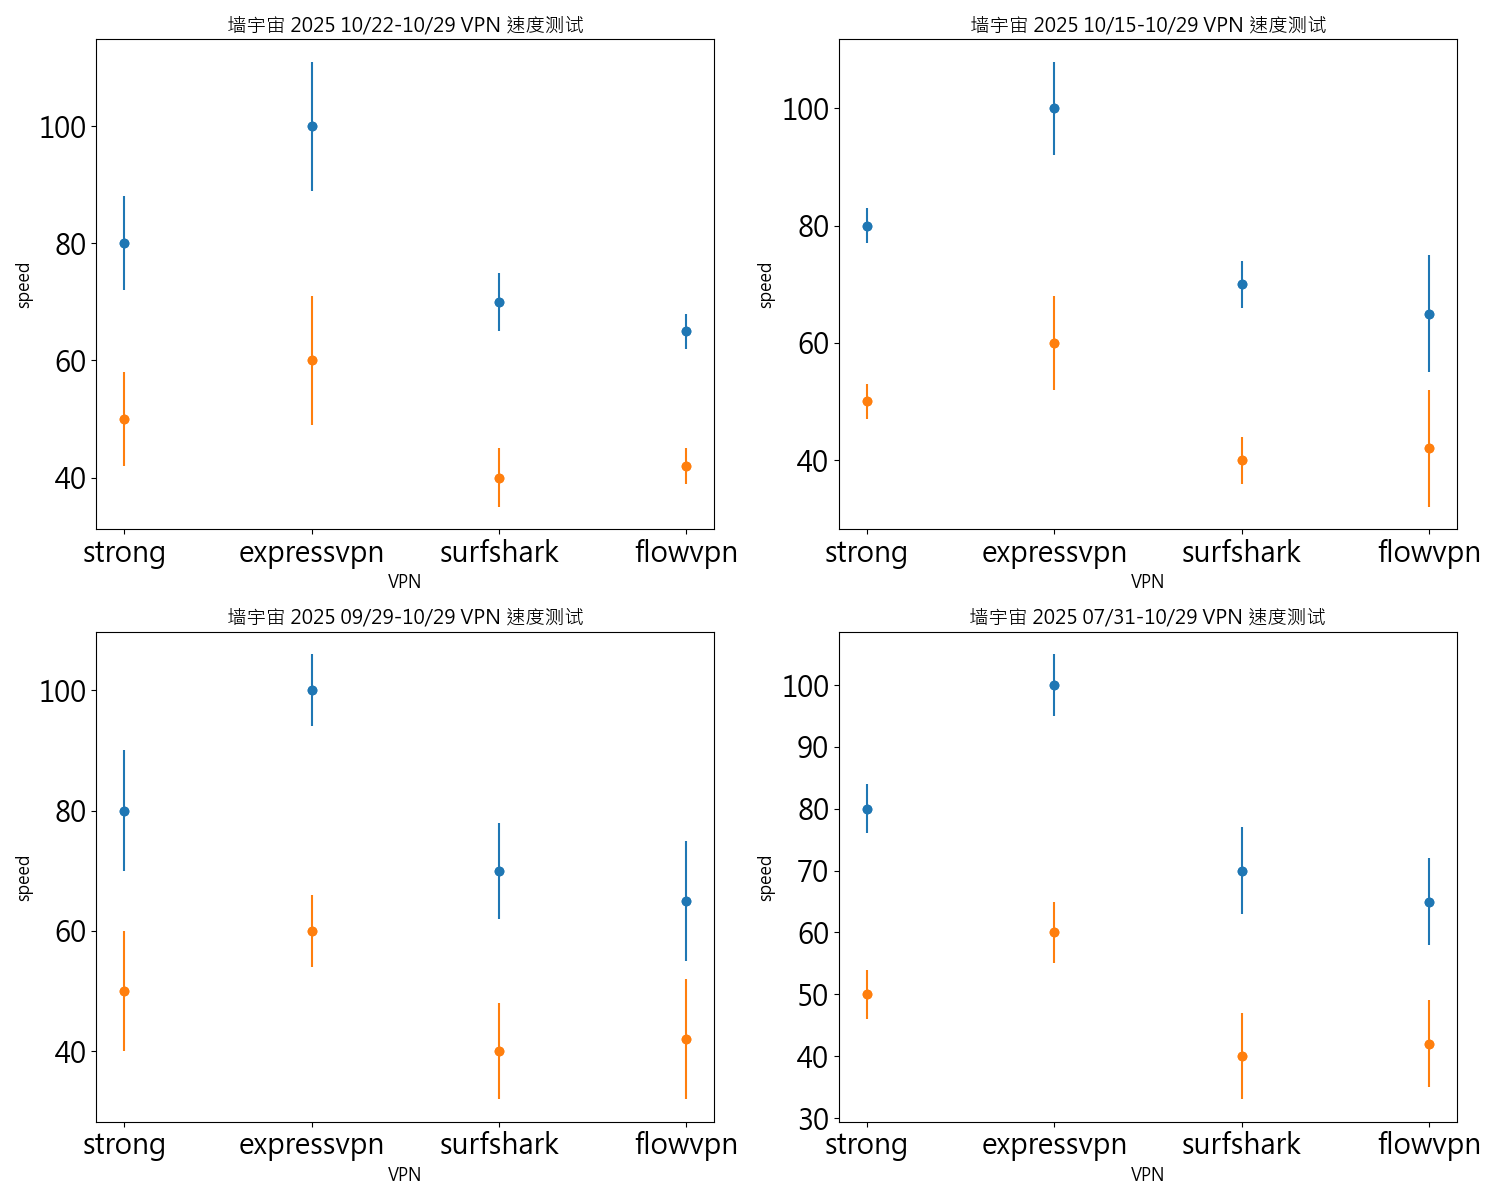 墙宇宙 2025 10/22-10/29 VPN 速度测试
100
80
60
40
speed
strong expressvpn surfshark flowvpn
VPN
墙宇宙 2025 10/15-10/29 VPN 速度测试
100
80
60
40
speed
strong expressvpn surfshark flowvpn
VPN
墙宇宙 2025 09/29-10/29 VPN 速度测试
100
80
60
40
speed
strong expressvpn surfshark flowvpn
VPN
墙宇宙 2025 07/31-10/29 VPN 速度测试
100
90
80
70
60
50
40
30
speed
strong expressvpn surfshark flowvpn
VPN